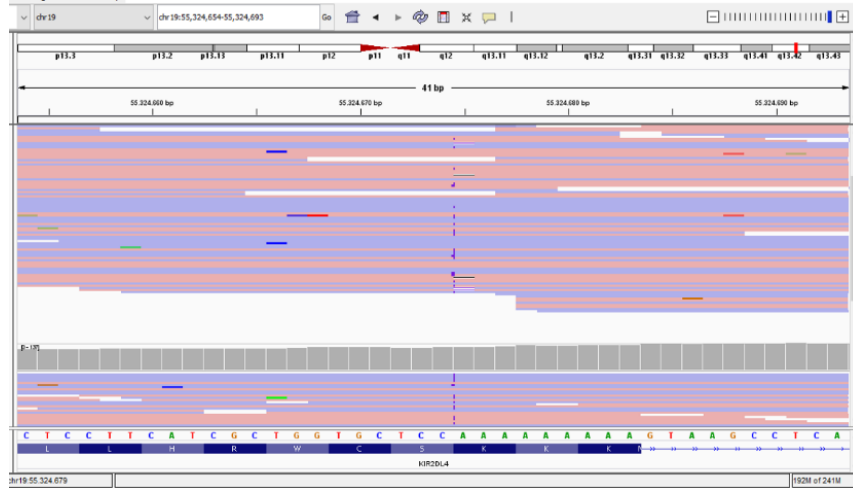 chr19 chr19:55,324,654-55,324,693 Go
p13.3 p13.2 p13.13 p13.11 p12 p11 q11 q12 q13.11 q13.12 q13.2 q13.31 q13.32 q13.33 q13.41 q13.42 q13.43
41 bp
55.324.660 bp 55.324.670 bp 55.324.680 bp 55.324.690 bp
C T C C T T C A T C G C T G G T G C T C C A A A A A A A A A G T A A G C C T C A
L L H R W C S K K K
KIR2DL4
chr19:55.324.679 192M of 241M